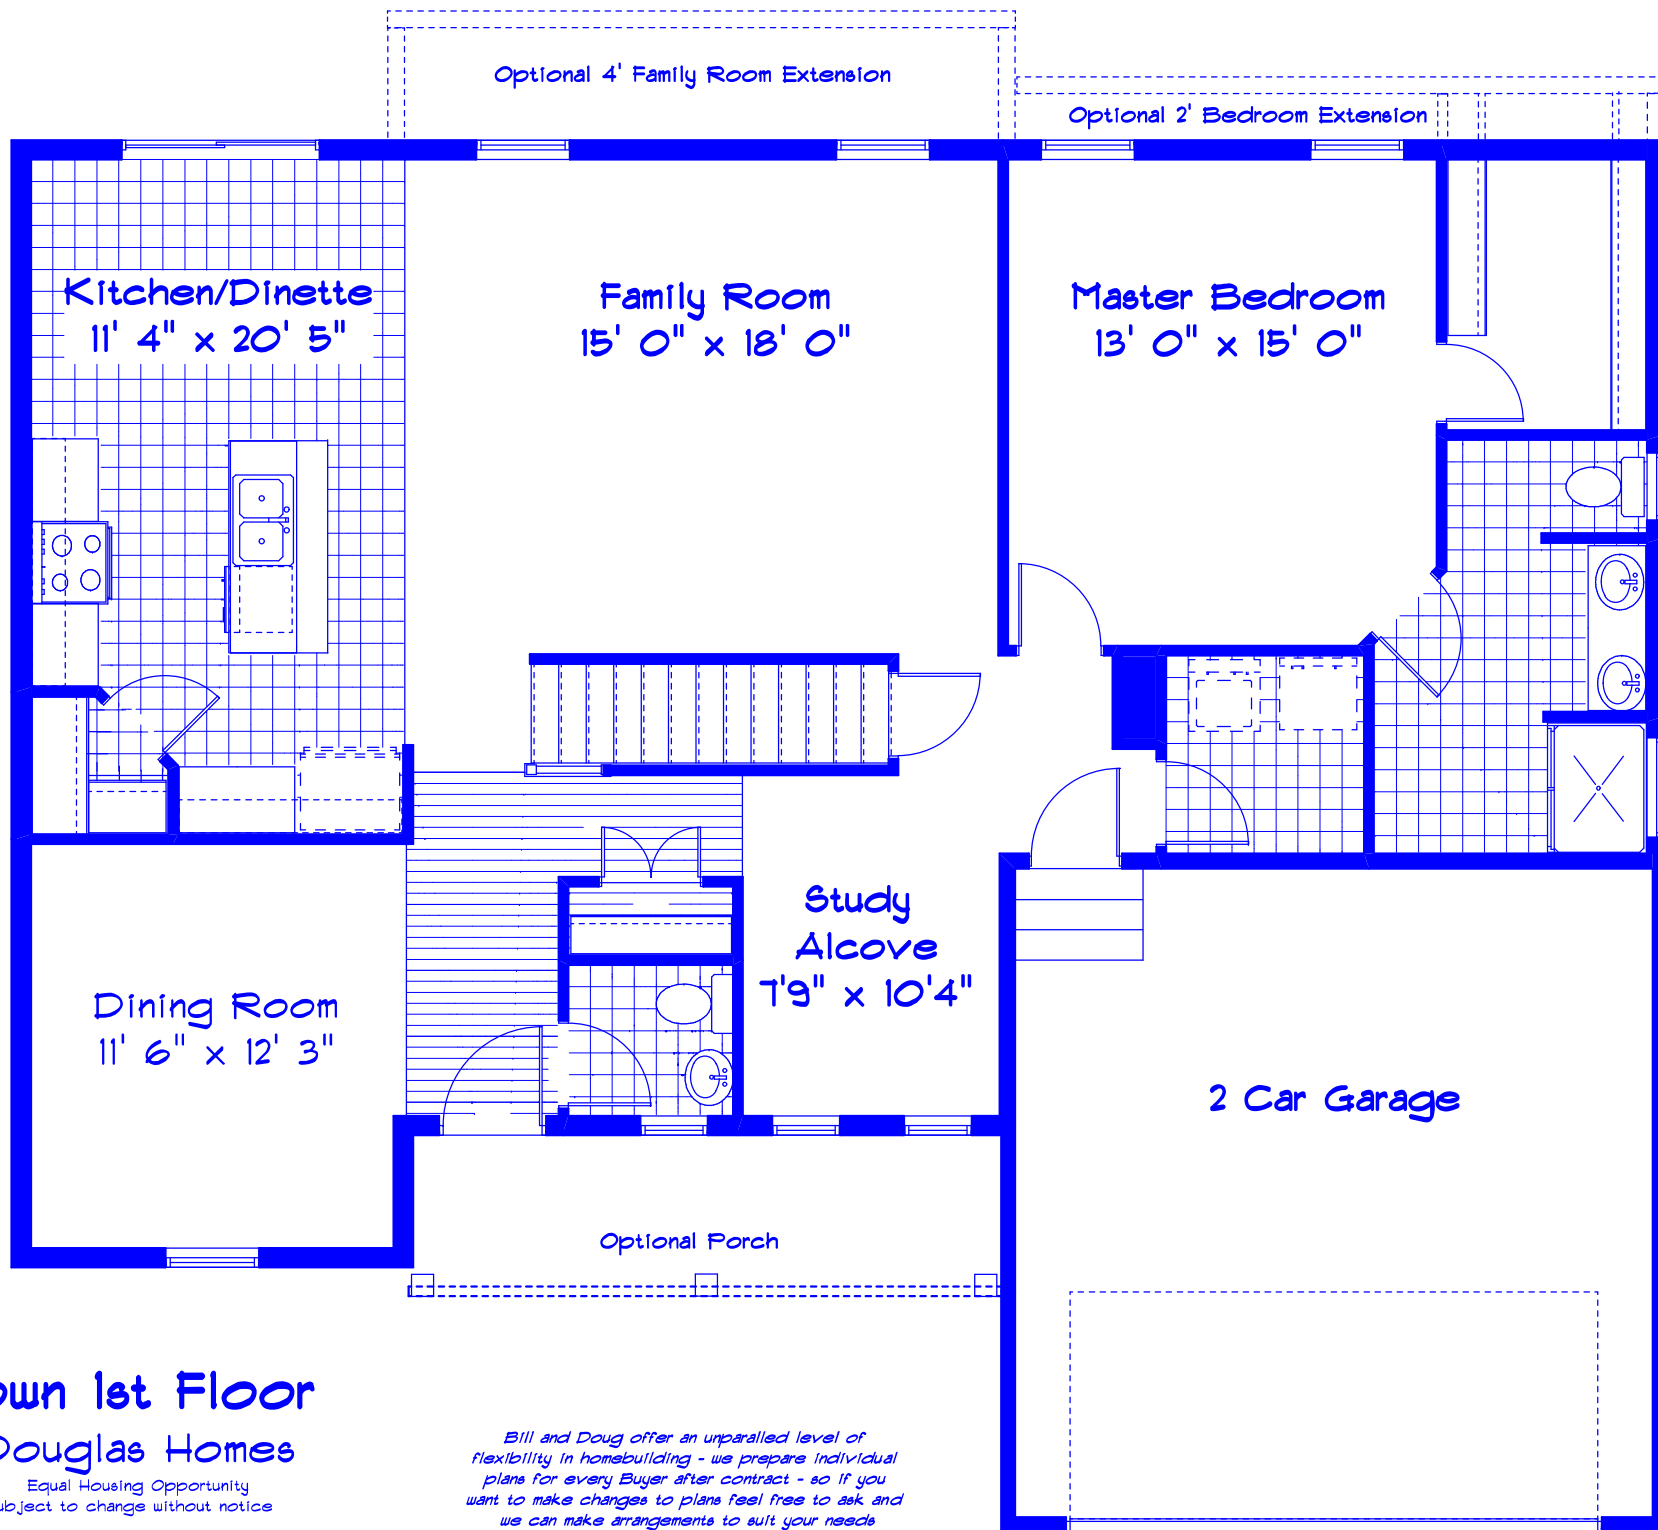 Optional 4' Family Room Extension
Optional 2' Bedroom Extension
Kitchen/Dinette
11' 4" x 20' 5"
Family Room
15' 0" x 18' 0"
Master Bedroom
13' 0" x 15' 0"
Study
Alcove
7'9" x 10'4"
Dining Room
11' 6" x 12' 3"
2 Car Garage
Optional Porch
own 1st Floor
Douglas Homes
Equal Housing Opportunity
ubject to change without notice
Bill and Doug offer an unparalled level of
flexibility in homebuilding - we prepare individual
plans for every Buyer after contract - so if you
want to make changes to plans feel free to ask and
we can make arrangements to suit your needs